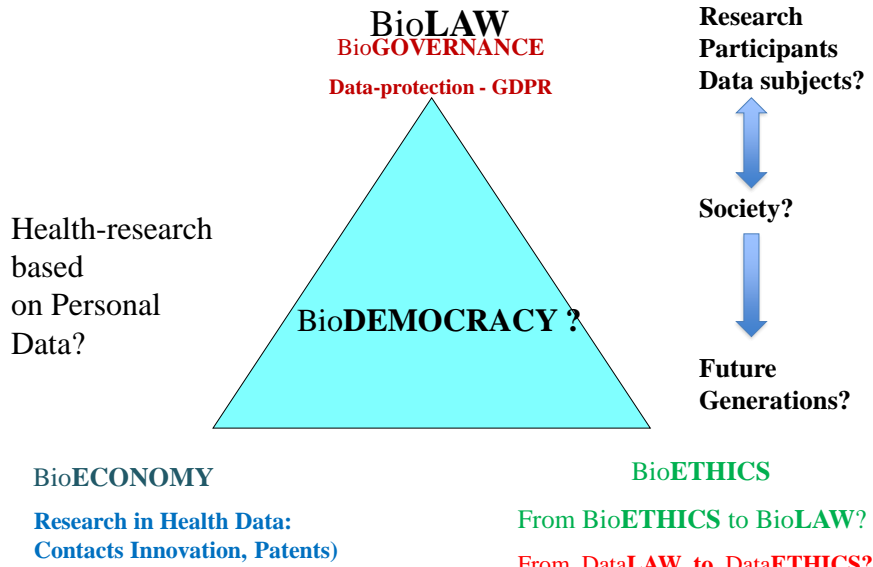 BioLAW
BioGOVERNANCE
Data-protection - GDPR
Research
Participants
Data subjects?
Society?
Future
Generations?
Health-research
based
on Personal
Data?
BioDEMOCRACY ?
BioECONOMY
Research in Health Data:
Contacts Innovation, Patents)
BioETHICS
From BioETHICS to BioLAW?
From DataLAW to DataETHICS?